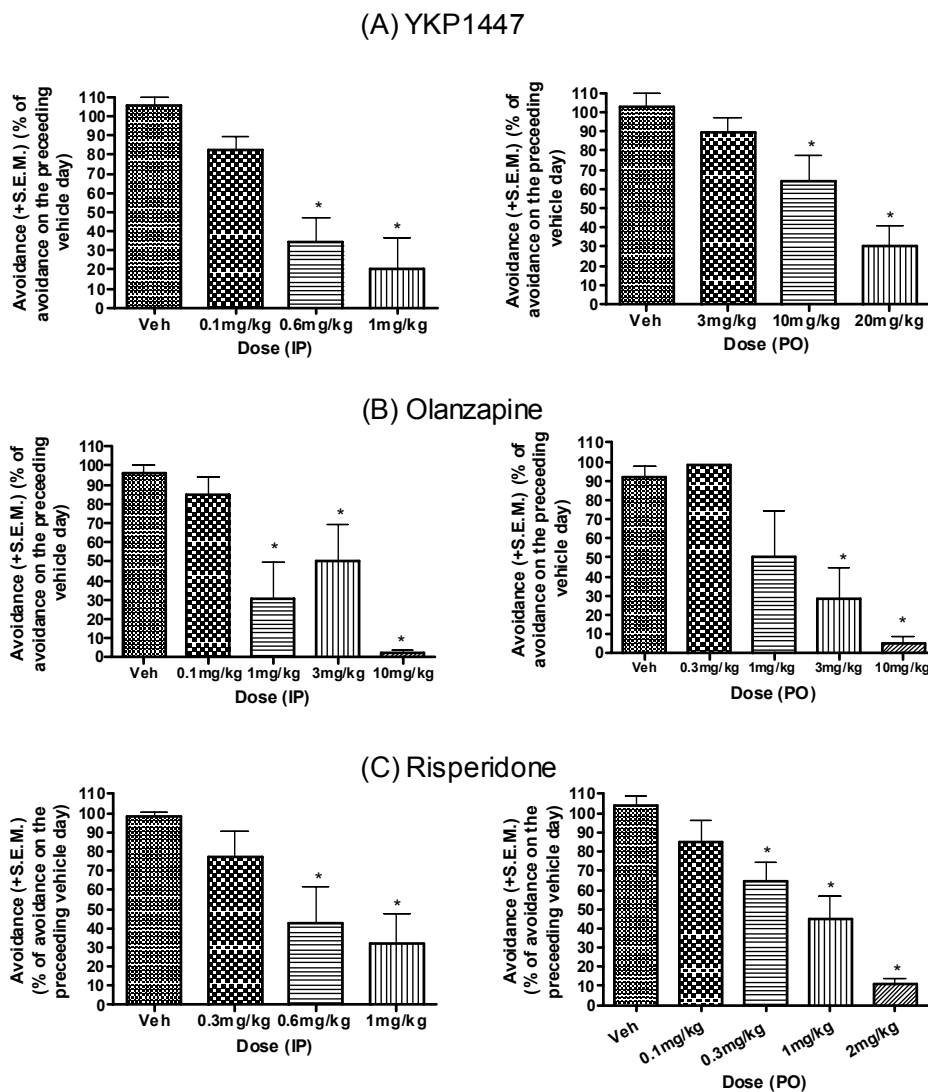 (A) YKP1447
Avoidance (+S.E.M.) (% of
avoidance on the preceeding
vehicle day)
110
100
90
80
70
60
50
40
30
20
10
0
*
*
Veh 0.1mg/kg 0.6mg/kg 1mg/kg
Dose (IP)
Avoidance (+S.E.M.) (% of
avoidance on the preceeding
vehicle day)
110
100
90
80
70
60
50
40
30
20
10
0
*
*
Veh 3mg/kg 10mg/kg 20mg/kg
Dose (PO)
(B) Olanzapine
Avoidance (+S.E.M.) (% of
avoidance on the preceeding
vehicle day)
110
100
90
80
70
60
50
40
30
20
10
0
*
*
*
Veh 0.1mg/kg 1mg/kg 3mg/kg 10mg/kg
Dose (IP)
Avoidance (+S.E.M.) (% of
avoidance on the preceeding
vehicle day)
110
100
90
80
70
60
50
40
30
20
10
0
*
*
Veh 0.3mg/kg 1mg/kg 3mg/kg 10mg/kg
Dose (PO)
(C) Risperidone
Avoidance (+S.E.M.)
(% of avoidance on the
preceeding vehicle day)
110
100
90
80
70
60
50
40
30
20
10
0
*
*
Veh 0.3mg/kg 0.6mg/kg 1mg/kg
Dose (IP)
Avoidance (+S.E.M.)
(% of avoidance on the
preceeding vehicle day)
110
100
90
80
70
60
50
40
30
20
10
0
*
*
*
Veh 0.1mg/kg 0.3mg/kg 1mg/kg 2mg/kg
Dose (PO)